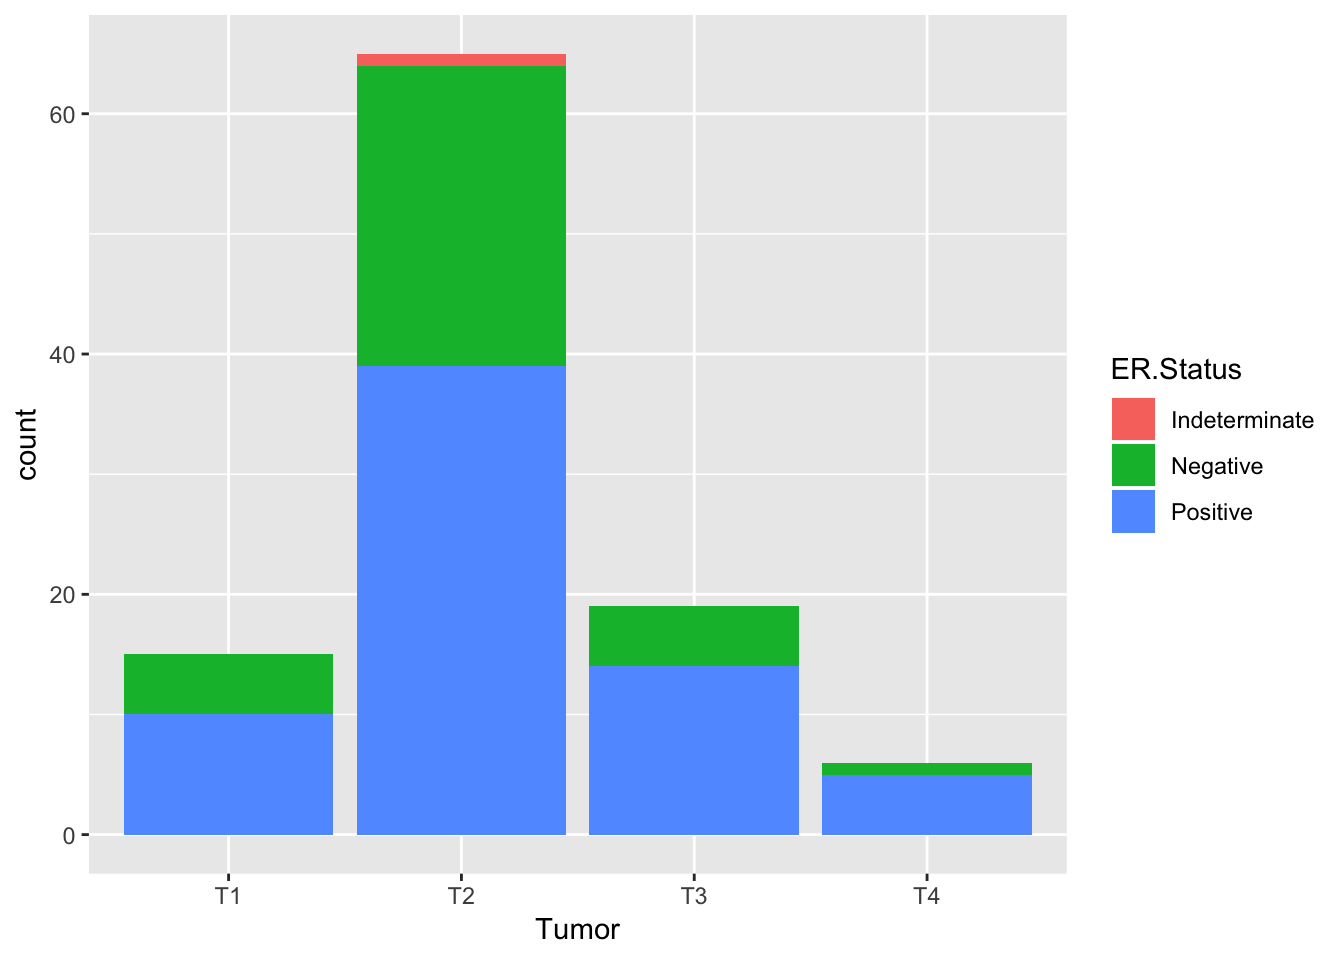 count
60
40
20
0
T1 T2 T3 T4
Tumor
ER.Status
Indeterminate
Negative
Positive